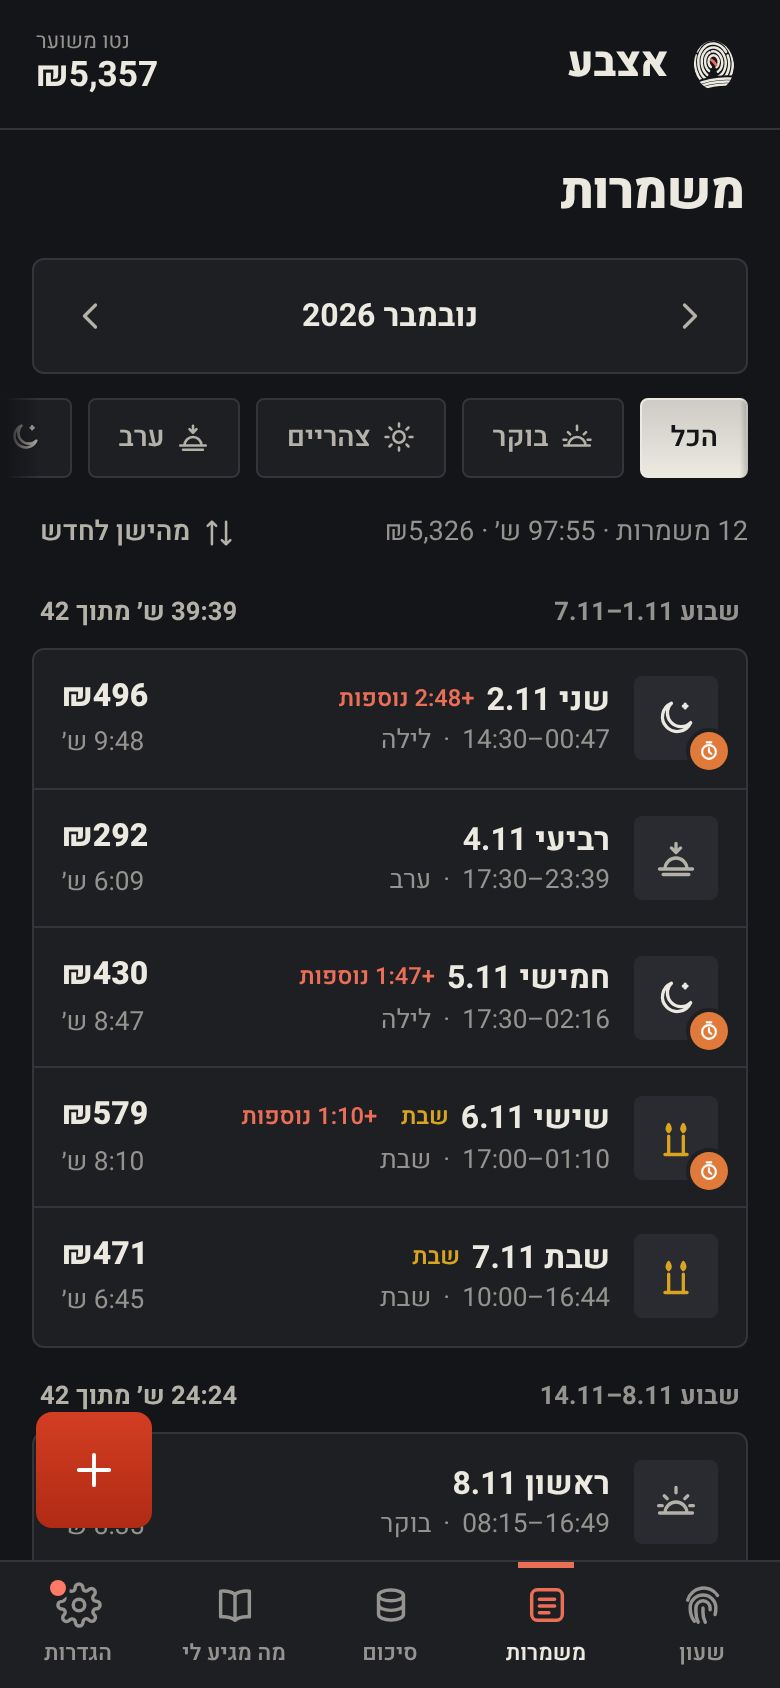 אצבע
נטו משוער
₪5,357
משמרות
נובמבר 2026
הכל
בוקר
צהריים
ערב
12 משמרות · 97:55 ש׳ · ₪5,326
מהישן לחדש
שבוע 1.11–7.11
39:39 ש׳ מתוך 42
שני 2.11 +2:48 נוספות
₪496
14:30–00:47 · לילה
9:48 ש׳
רביעי 4.11
₪292
17:30–23:39 · ערב
6:09 ש׳
חמישי 5.11 +1:47 נוספות
₪430
17:30–02:16 · לילה
8:47 ש׳
שישי 6.11 שבת +1:10 נוספות
₪579
17:00–01:10 · שבת
8:10 ש׳
שבת 7.11 שבת
₪471
10:00–16:44 · שבת
6:45 ש׳
שבוע 8.11–14.11
24:24 ש׳ מתוך 42
ראשון 8.11
08:15–16:49 · בוקר
שעון
משמרות
סיכום
מה מגיע לי
הגדרות